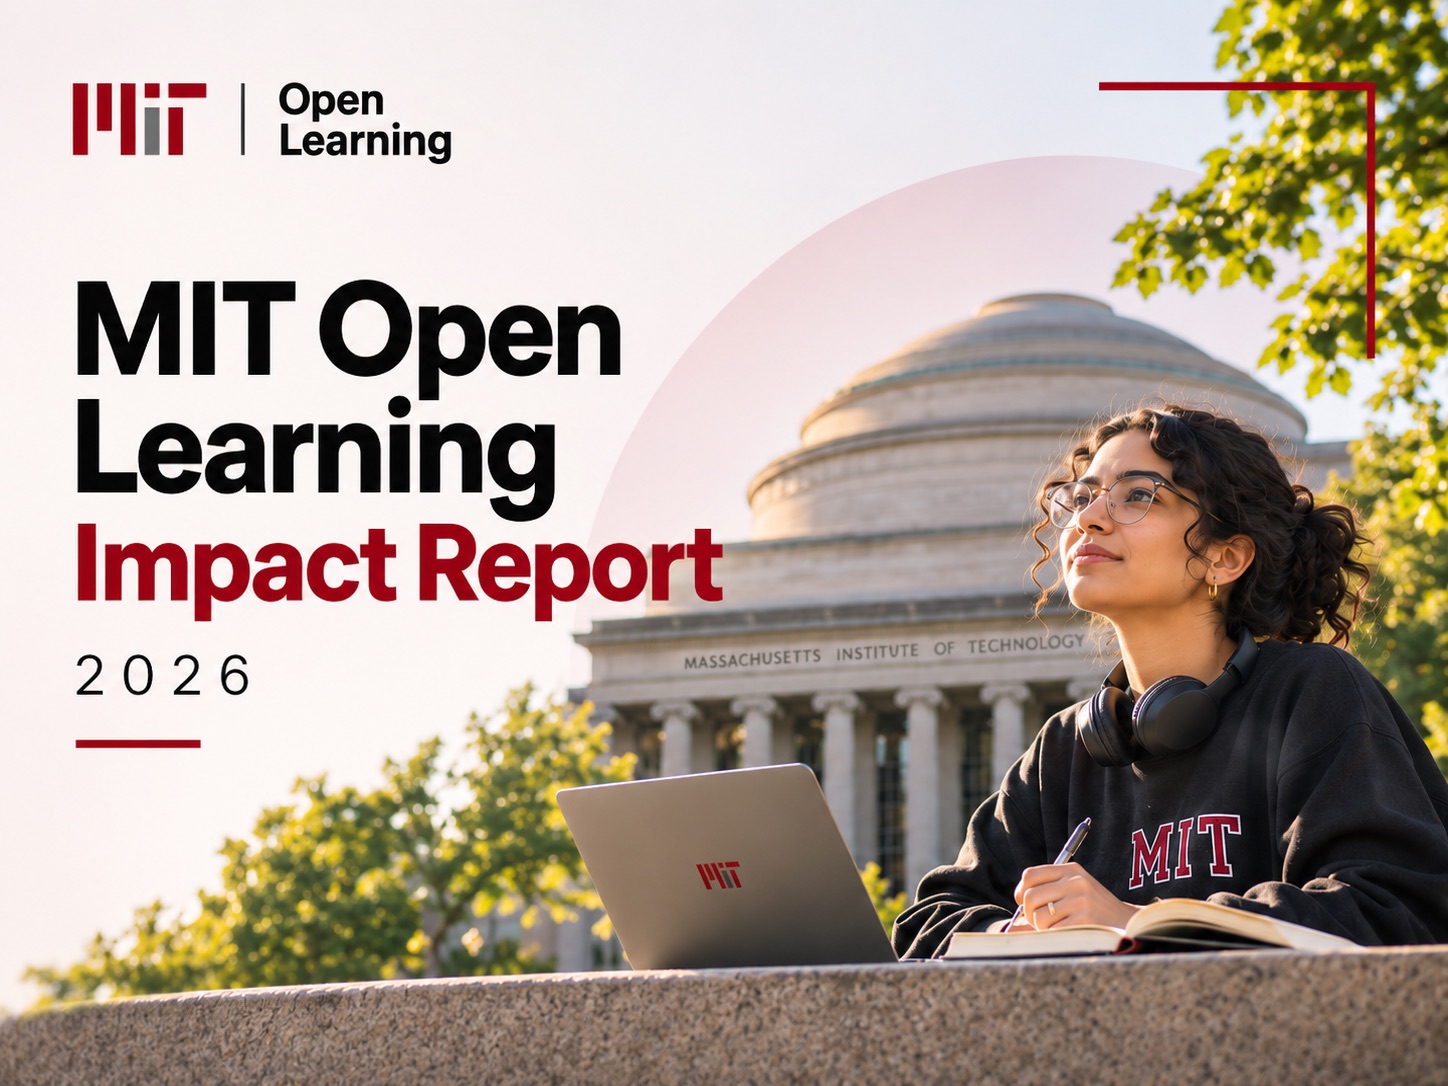 MIT
Open
Learning
MIT Open
Learning
Impact Report
2026
MASSACHUSETTS INSTITUTE OF TECHNOLOGY
MIT
MIT